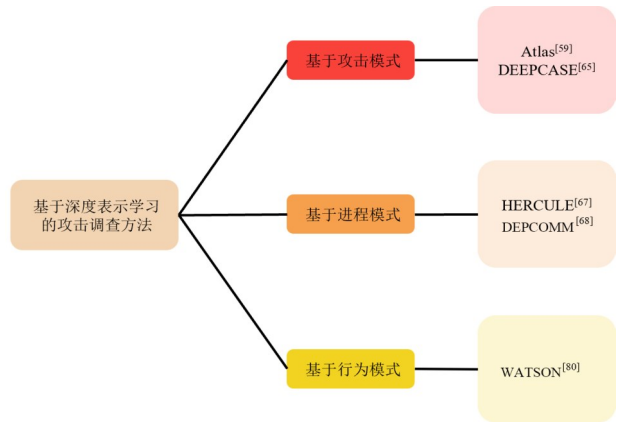 基于攻击模式
Atlas[59]
DEEPCASE[65]
基于深度表示学习
的攻击调查方法
基于进程模式
HERCULE[67]
DEPCOMM[68]
基于行为模式
WATSON[80]